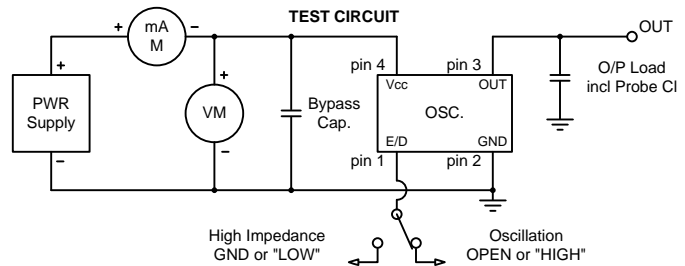 TEST CIRCUIT
+ mA M −
+ PWR Supply −
+ VM −
Bypass
Cap.
pin 4
pin 3
Vcc
OUT
OSC.
E/D
GND
pin 1
pin 2
OUT
O/P Load
incl Probe Cl
High Impedance
GND or "LOW"
Oscillation
OPEN or "HIGH"